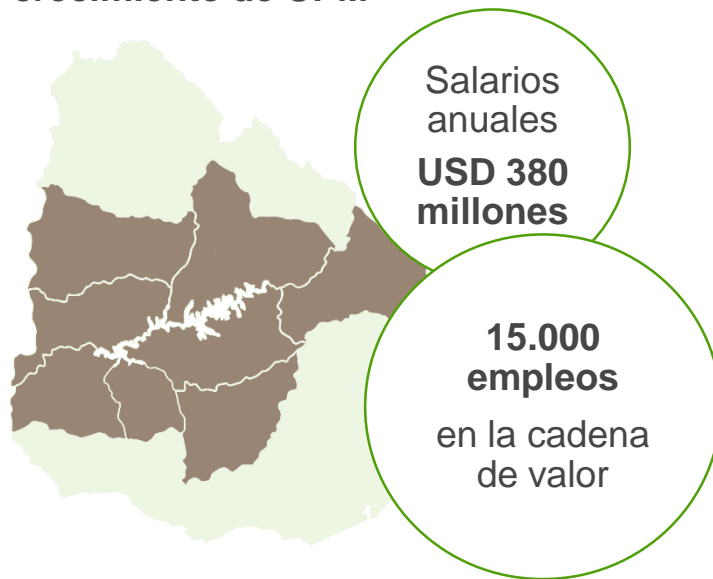 Salarios
anuales
USD 380
millones
15.000
empleos
en la cadena
de valor